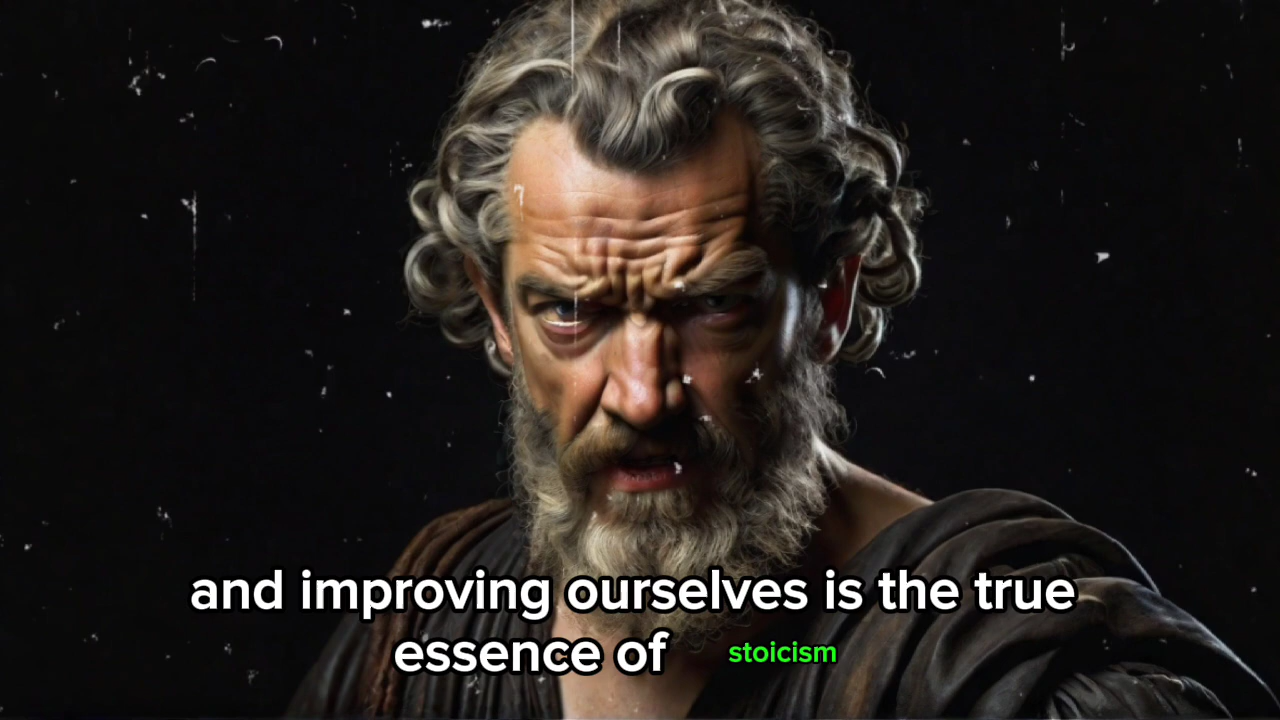 and improving ourselves is the true
essence of stoicism